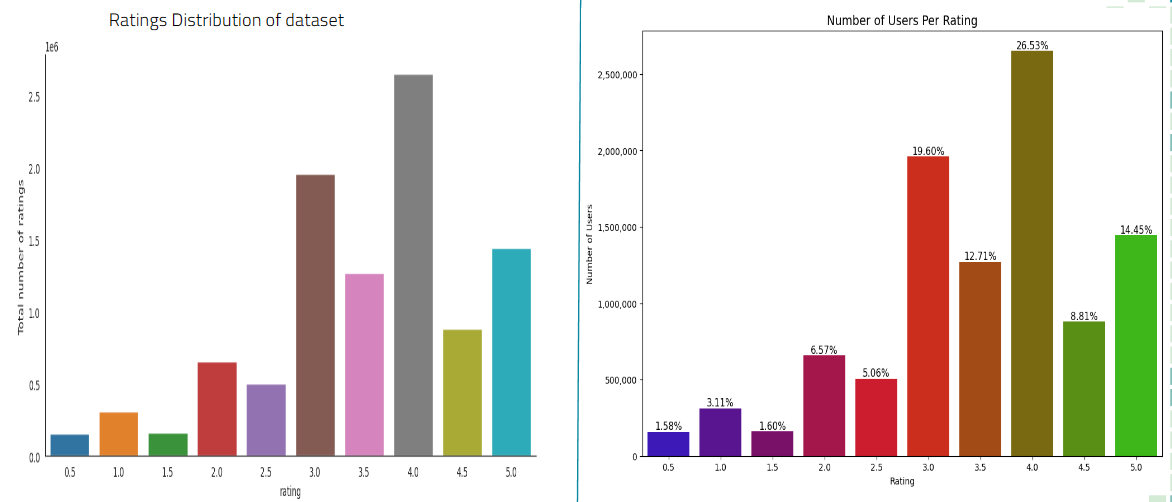 Ratings Distribution of dataset
1e6
Total number of ratings
2.5
2.0
1.5
1.0
0.5
0.0
0.5 1.0 1.5 2.0 2.5 3.0 3.5 4.0 4.5 5.0
rating
Number of Users Per Rating
Number of Users
2,500,000
2,000,000
1,500,000
1,000,000
500,000
0
1.58% 3.11% 1.60% 6.57% 5.06% 19.60% 12.71% 26.53% 8.81% 14.45%
0.5 1.0 1.5 2.0 2.5 3.0 3.5 4.0 4.5 5.0
Rating